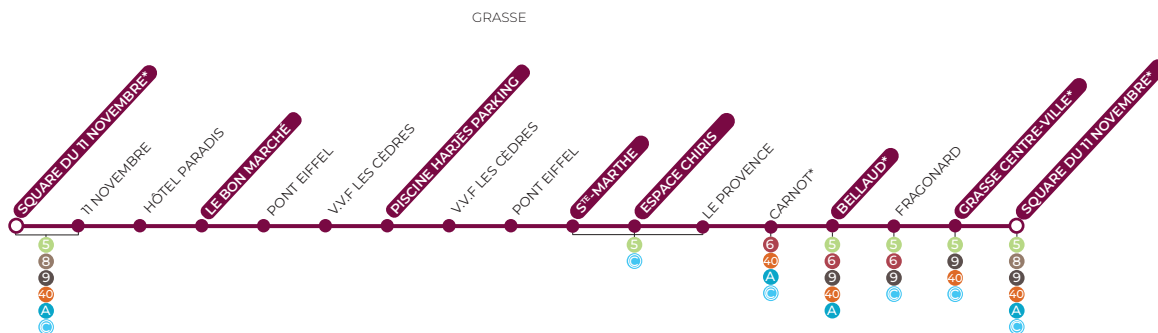 GRASSE
SQUARE DU 11 NOVEMBRE*
11 NOVEMBRE
HÔTEL PARADIS
LE BON MARCHÉ
PONT EIFFEL
V.V.F LES CÈDRES
PISCINE HARJÈS PARKING
V.V.F LES CÈDRES
PONT EIFFEL
STE-MARTHE
ESPACE CHIRIS
LE PROVENCE
CARNOT*
BELLAUD*
FRAGONARD
GRASSE CENTRE-VILLE*
SQUARE DU 11 NOVEMBRE*
5
8
9
40
A
C
5
C
6
40
A
C
5
6
9
40
A
5
6
9
C
5
9
40
C
5
8
9
40
A
C